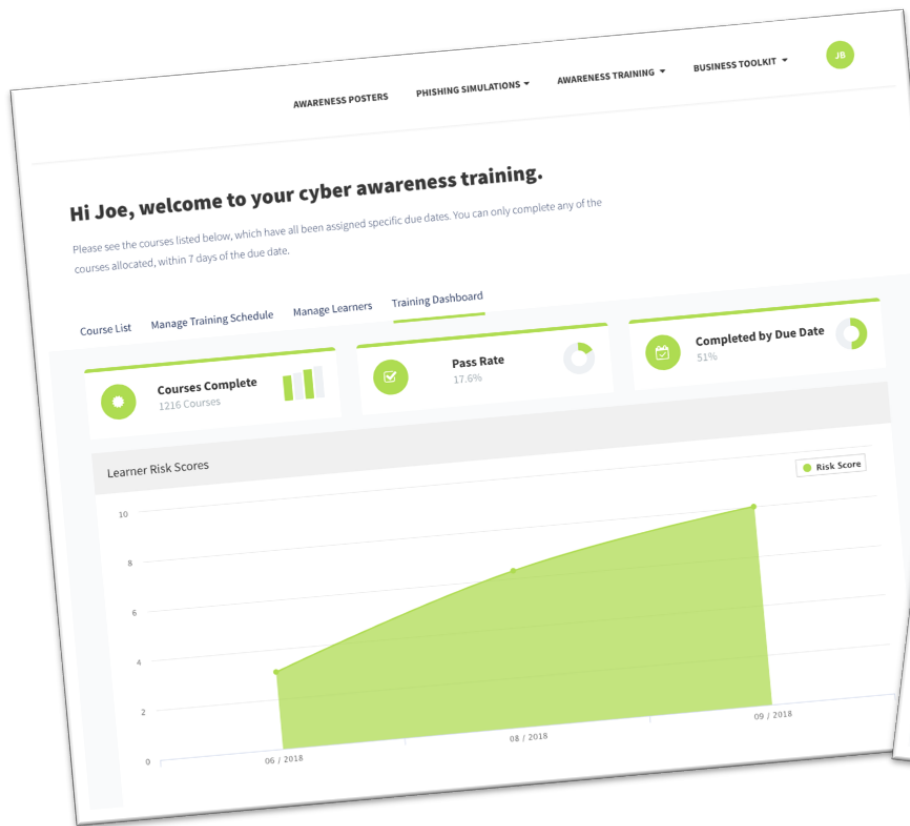 AWARENESS POSTERS PHISHING SIMULATIONS AWARENESS TRAINING BUSINESS TOOLKIT JB
Hi Joe, welcome to your cyber awareness training.
Please see the courses listed below, which have all been assigned specific due dates. You can only complete any of the
courses allocated, within 7 days of the due date.
Course List Manage Training Schedule Manage Learners Training Dashboard
Courses Complete
1216 Courses
Pass Rate
17.6%
Completed by Due Date
51%
Learner Risk Scores
Risk Score
10
8
6
4
2
0
06 / 2018 08 / 2018 09 / 2018